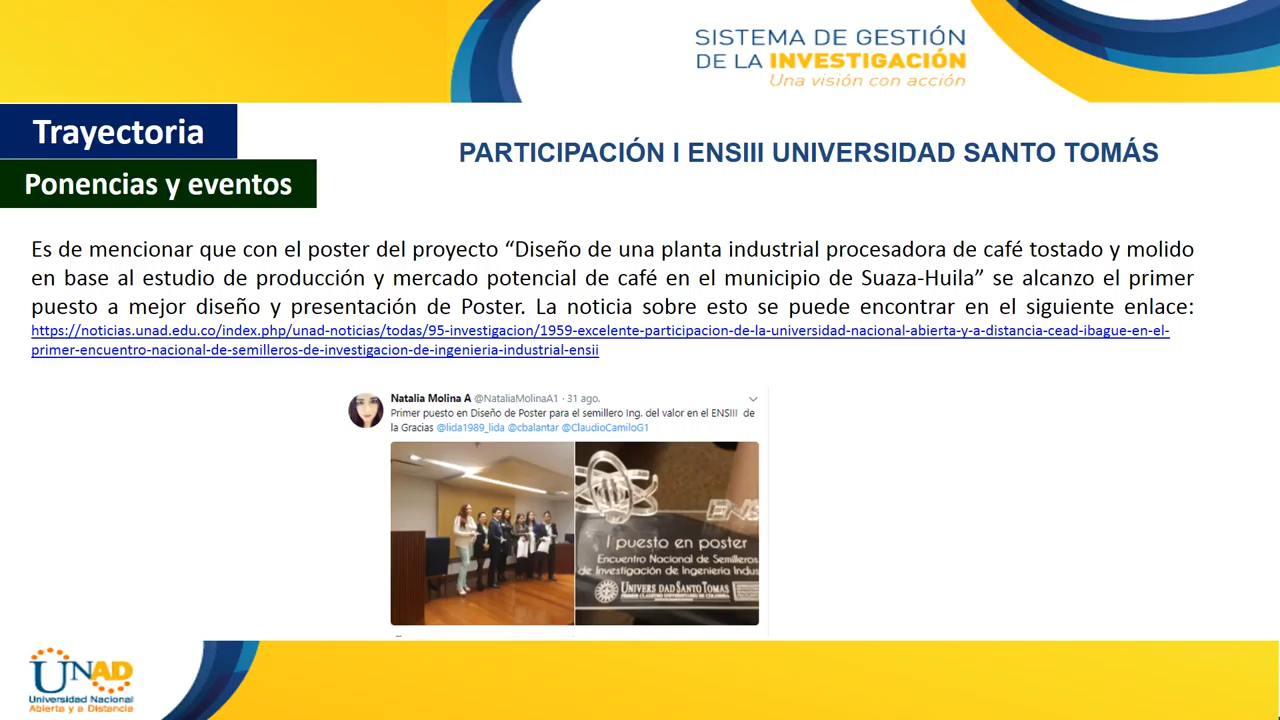 SISTEMA DE GESTIÓN
DE LA INVESTIGACIÓN
Una visión con acción
Trayectoria
Ponencias y eventos
PARTICIPACIÓN I ENSIII UNIVERSIDAD SANTO TOMÁS
Es de mencionar que con el poster del proyecto “Diseño de una planta industrial procesadora de café tostado y molido
en base al estudio de producción y mercado potencial de café en el municipio de Suaza-Huila” se alcanzo el primer
puesto a mejor diseño y presentación de Poster. La noticia sobre esto se puede encontrar en el siguiente enlace:
https://noticias.unad.edu.co/index.php/unad-noticias/todas/95-investigacion/1959-excelente-participacion-de-la-universidad-nacional-abierta-y-a-distancia-cead-ibague-en-el-
primer-encuentro-nacional-de-semilleros-de-investigacion-de-ingenieria-industrial-ensii
Natalia Molina A @NataliaMolinaA1 · 31 ago.
Primer puesto en Diseño de Poster para el semillero Ing. del valor en el ENSIII de
la Gracias @lida1989_lida @cbalantar @ClaudioCamiloG1
ENS
I puesto en poster
Encuentro Nacional de Semilleros
de Investigación de Ingenieria Indus
UNIVERSIDAD SANTO TOMAS
PRIMER CLAUSTRO UNIVERSITARIO DE COLOMBIA
UNAD
Universidad Nacional
Abierta y a Distancia